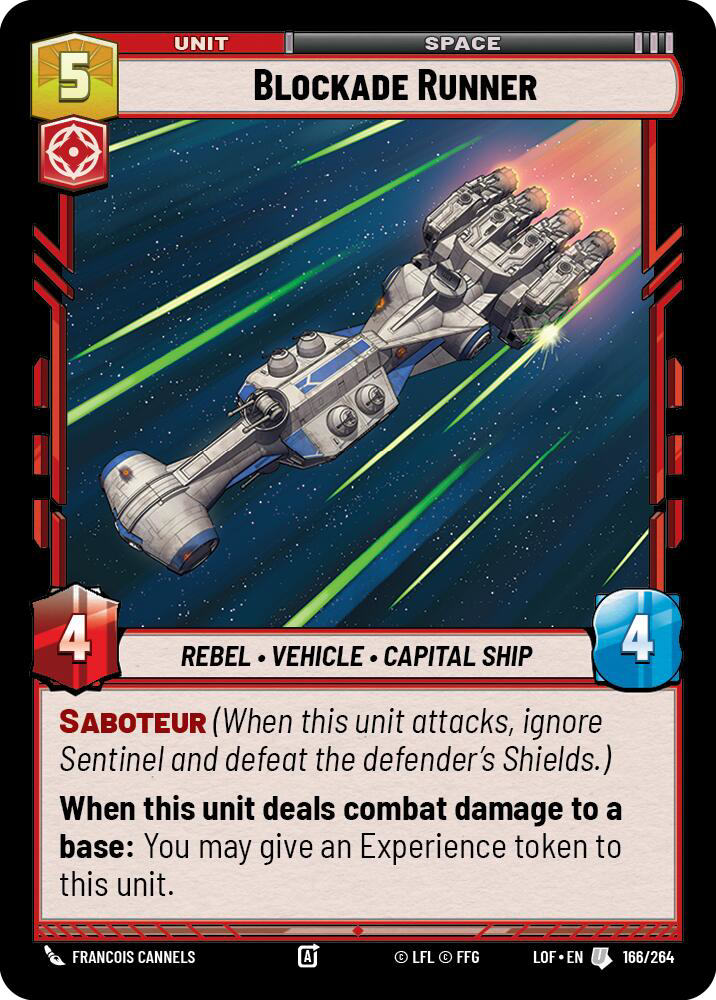 UNIT
SPACE
5
BLOCKADE RUNNER
4
REBEL • VEHICLE • CAPITAL SHIP
4
SABOTEUR (When this unit attacks, ignore
Sentinel and defeat the defender's Shields.)
When this unit deals combat damage to a
base: You may give an Experience token to
this unit.
FRANCOIS CANNELS
A
© LFL © FFG
LOF • EN
U
166/264